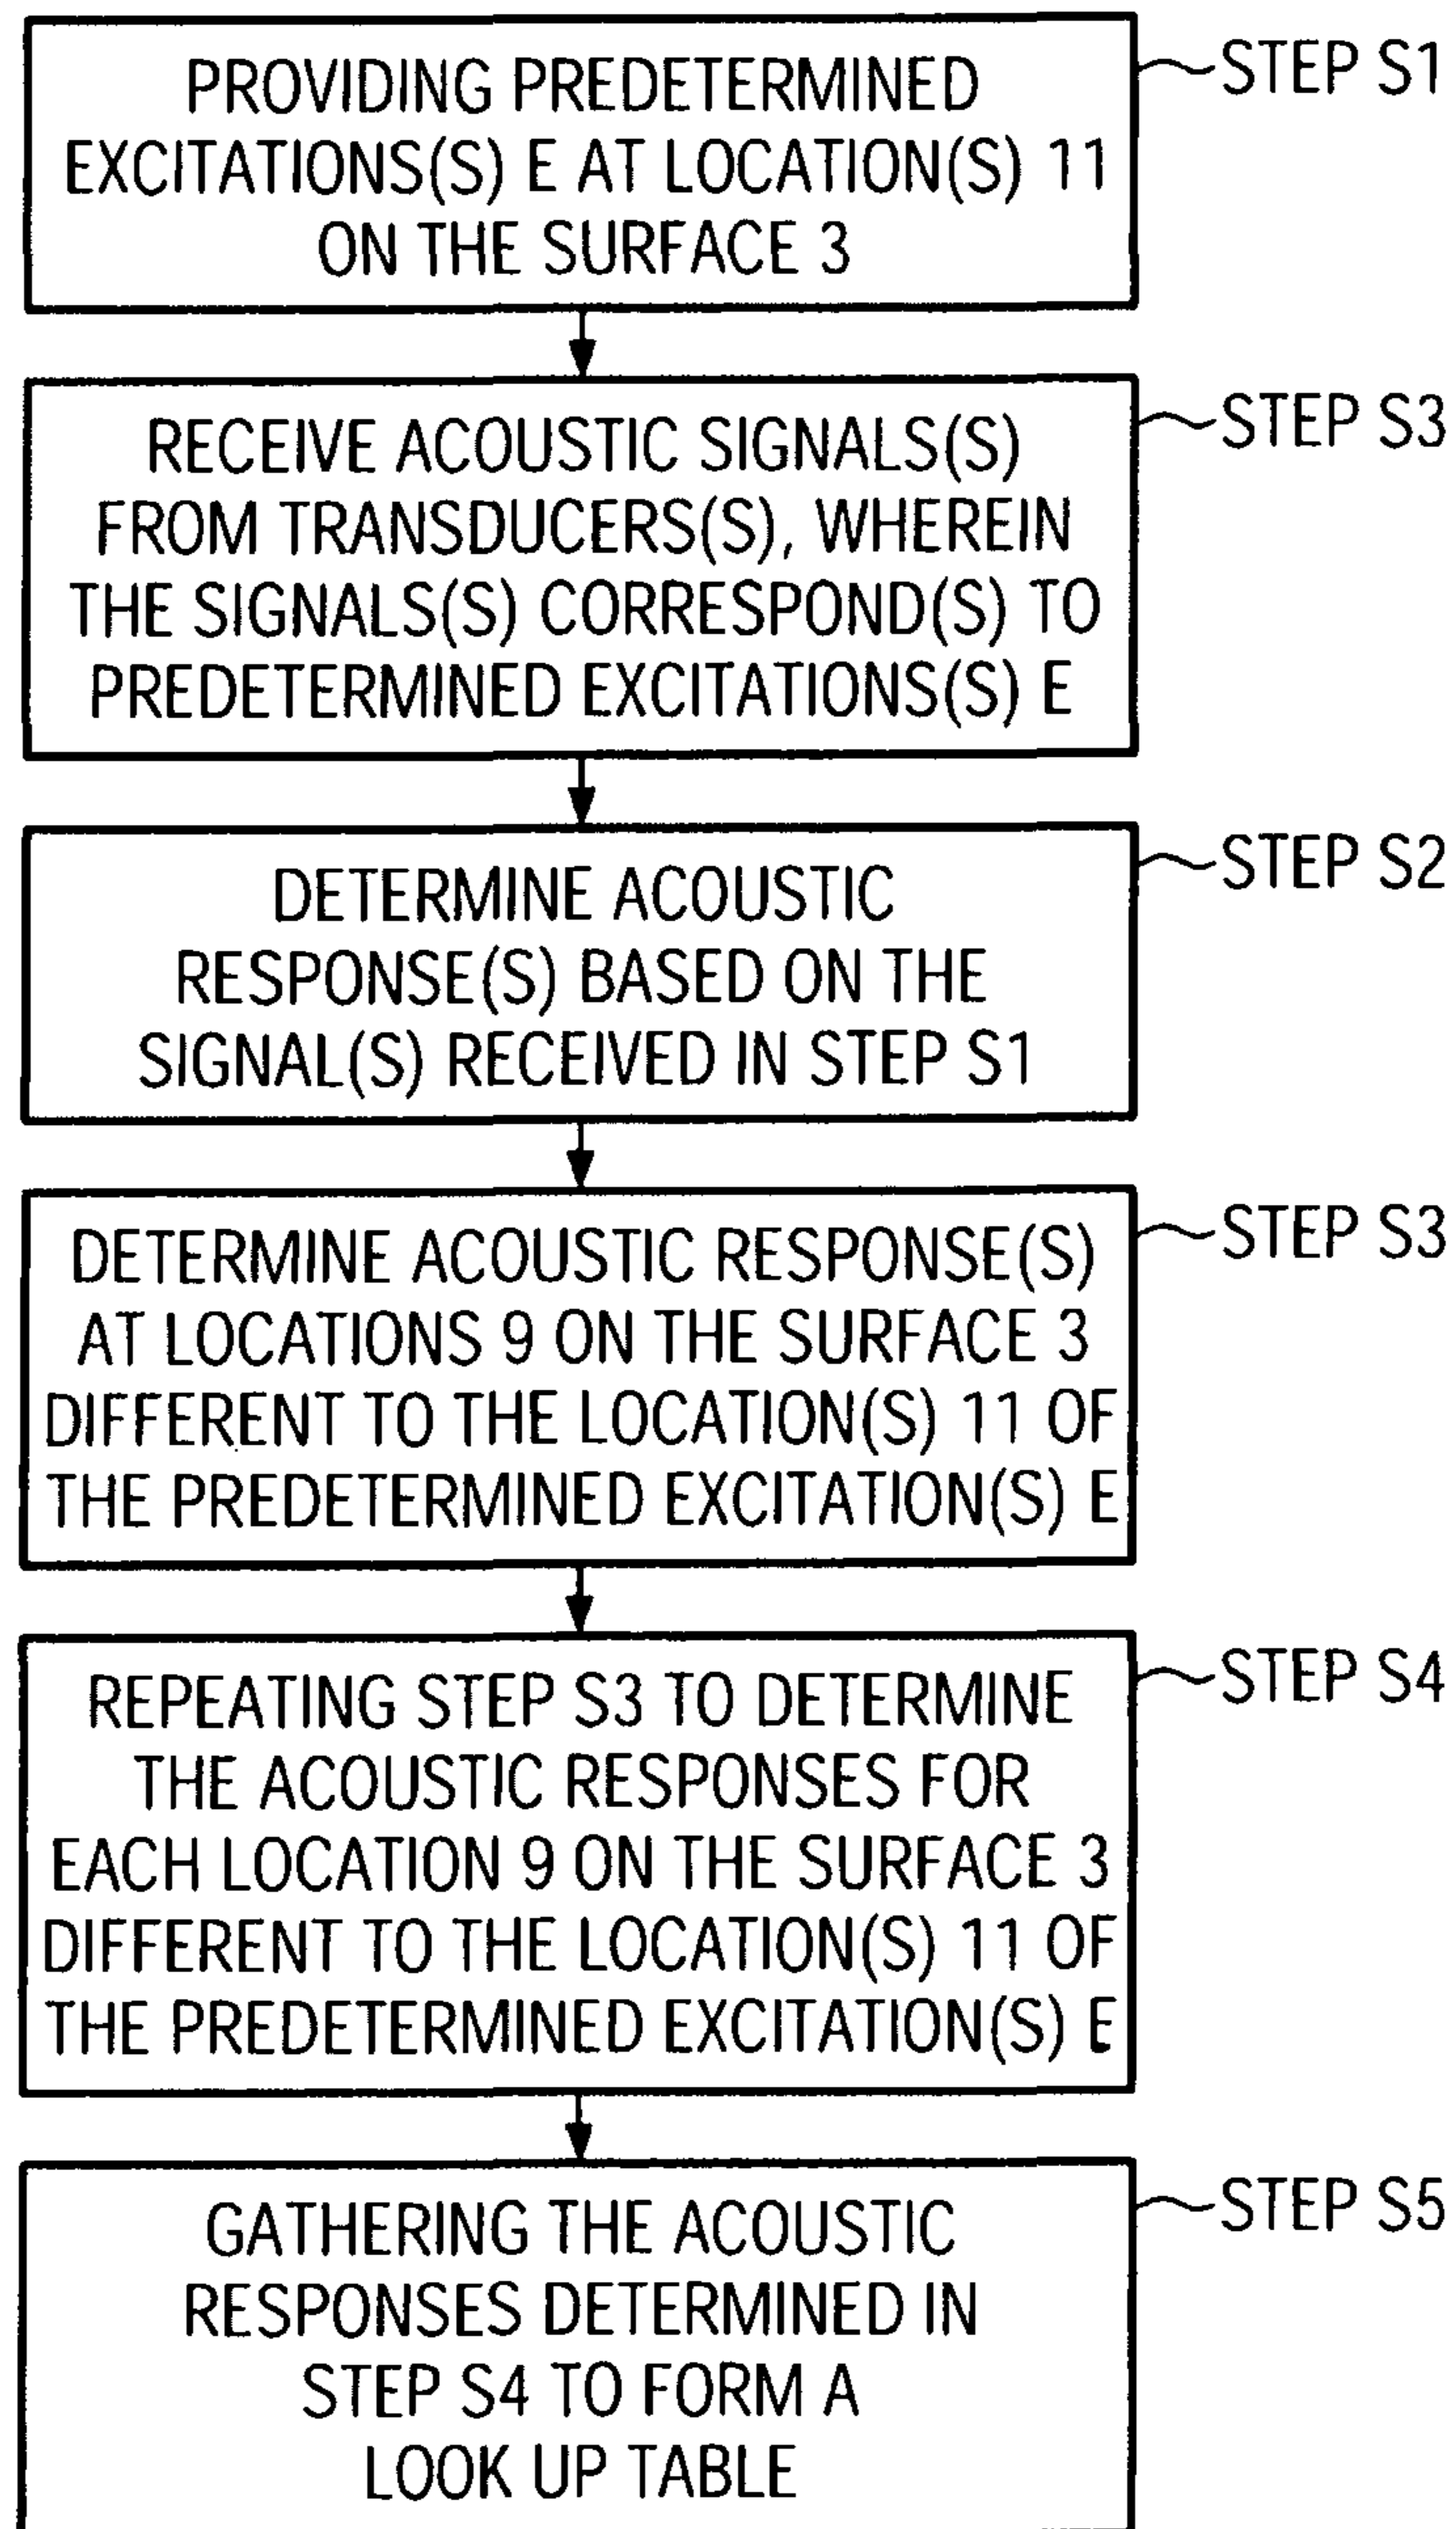 PROVIDING PREDETERMINED
EXCITATIONS(S) E AT LOCATION(S) 11
ON THE SURFACE 3
STEP S1
RECEIVE ACOUSTIC SIGNALS(S)
FROM TRANSDUCERS(S), WHEREIN
THE SIGNALS(S) CORRESPOND(S) TO
PREDETERMINED EXCITATIONS(S) E
STEP S3
DETERMINE ACOUSTIC
RESPONSE(S) BASED ON THE
SIGNAL(S) RECEIVED IN STEP S1
STEP S2
DETERMINE ACOUSTIC RESPONSE(S)
AT LOCATIONS 9 ON THE SURFACE 3
DIFFERENT TO THE LOCATION(S) 11 OF
THE PREDETERMINED EXCITATION(S) E
STEP S3
REPEATING STEP S3 TO DETERMINE
THE ACOUSTIC RESPONSES FOR
EACH LOCATION 9 ON THE SURFACE 3
DIFFERENT TO THE LOCATION(S) 11 OF
THE PREDETERMINED EXCITATION(S) E
STEP S4
GATHERING THE ACOUSTIC
RESPONSES DETERMINED IN
STEP S4 TO FORM A
LOOK UP TABLE
STEP S5